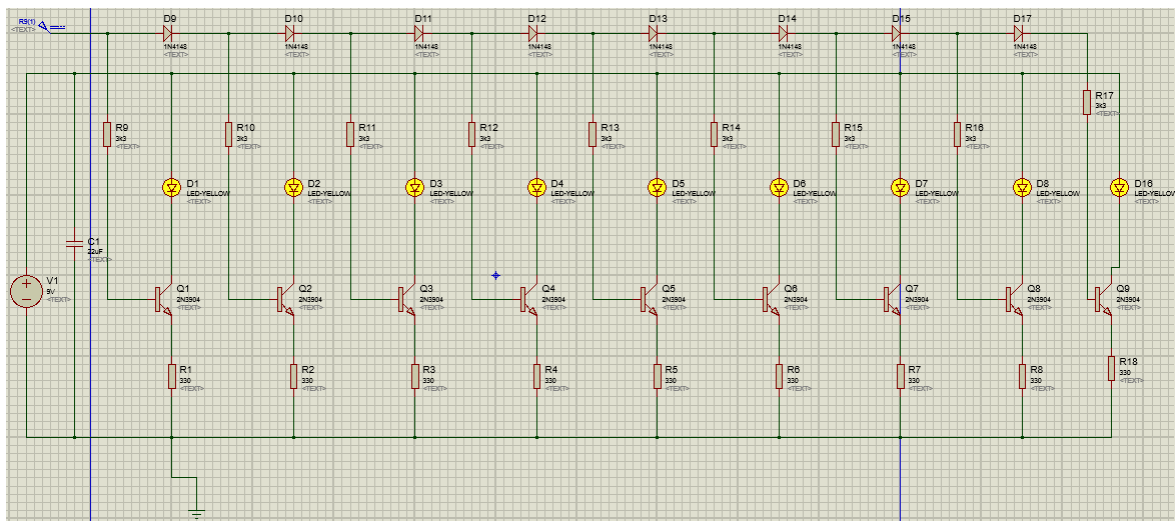 D9
D10
D11
D12
D13
D14
D15
D17
R9(1)
<TEXT>
1N4148
<TEXT>
1N4148
<TEXT>
1N4148
<TEXT>
1N4148
<TEXT>
1N4148
<TEXT>
1N4148
<TEXT>
1N4148
<TEXT>
1N4148
<TEXT>
R17
3k3
<TEXT>
R9
3k3
<TEXT>
R10
3k3
<TEXT>
R11
3k3
<TEXT>
R12
3k3
<TEXT>
R13
3k3
<TEXT>
R14
3k3
<TEXT>
R15
3k3
<TEXT>
R16
3k3
<TEXT>
D1
LED-YELLOW
<TEXT>
D2
LED-YELLOW
<TEXT>
D3
LED-YELLOW
<TEXT>
D4
LED-YELLOW
<TEXT>
D5
LED-YELLOW
<TEXT>
D6
LED-YELLOW
<TEXT>
D7
LED-YELLOW
<TEXT>
D8
LED-YELLOW
<TEXT>
D16
LED-YELLOW
<TEXT>
C1
22uF
<TEXT>
V1
9V
<TEXT>
Q1
2N3904
<TEXT>
Q2
2N3904
<TEXT>
Q3
2N3904
<TEXT>
Q4
2N3904
<TEXT>
Q5
2N3904
<TEXT>
Q6
2N3904
<TEXT>
Q7
2N3904
<TEXT>
Q8
2N3904
<TEXT>
Q9
2N3904
<TEXT>
R1
330
<TEXT>
R2
330
<TEXT>
R3
330
<TEXT>
R4
330
<TEXT>
R5
330
<TEXT>
R6
330
<TEXT>
R7
330
<TEXT>
R8
330
<TEXT>
R18
330
<TEXT>